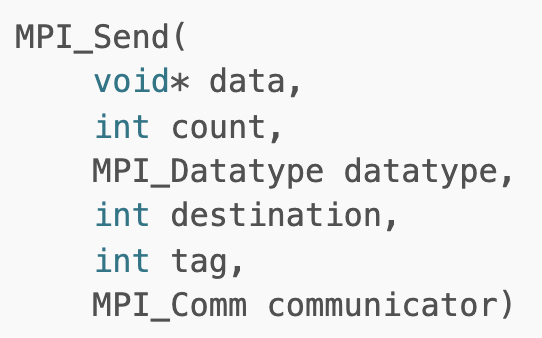 MPI_Send(
    void* data,
    int count,
    MPI_Datatype datatype,
    int destination,
    int tag,
    MPI_Comm communicator)